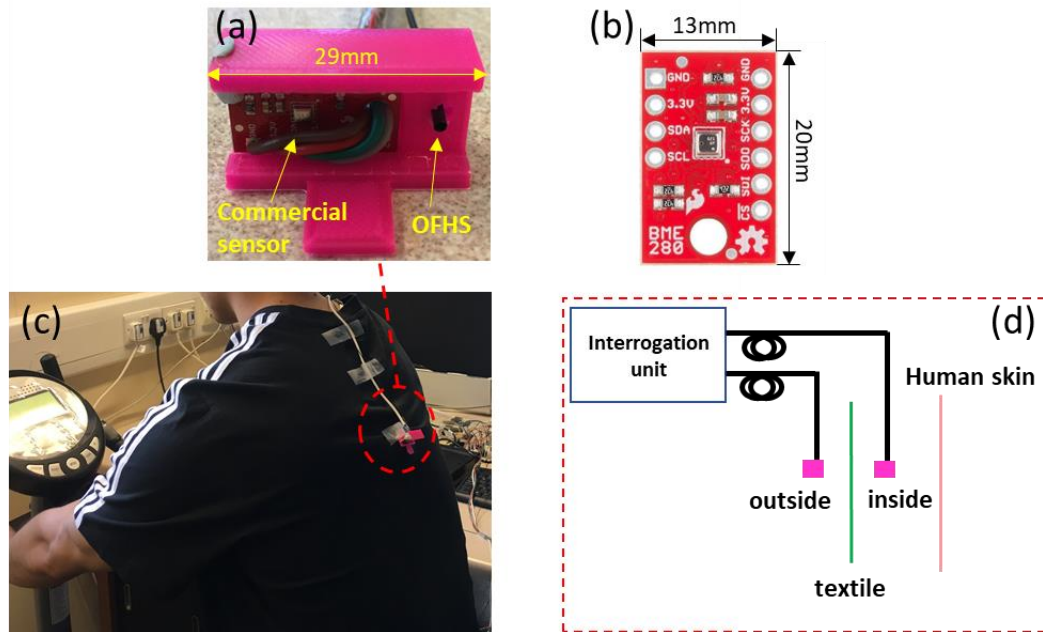 (a)
29mm
Commercial
sensor
OFHS
(b)
13mm
20mm
GND
3.3V
SDA
SCL
GND
3.3V
SCK
SDO
SDI
CS
BME
280
(c)
(d)
Interrogation
unit
Human skin
outside
inside
textile